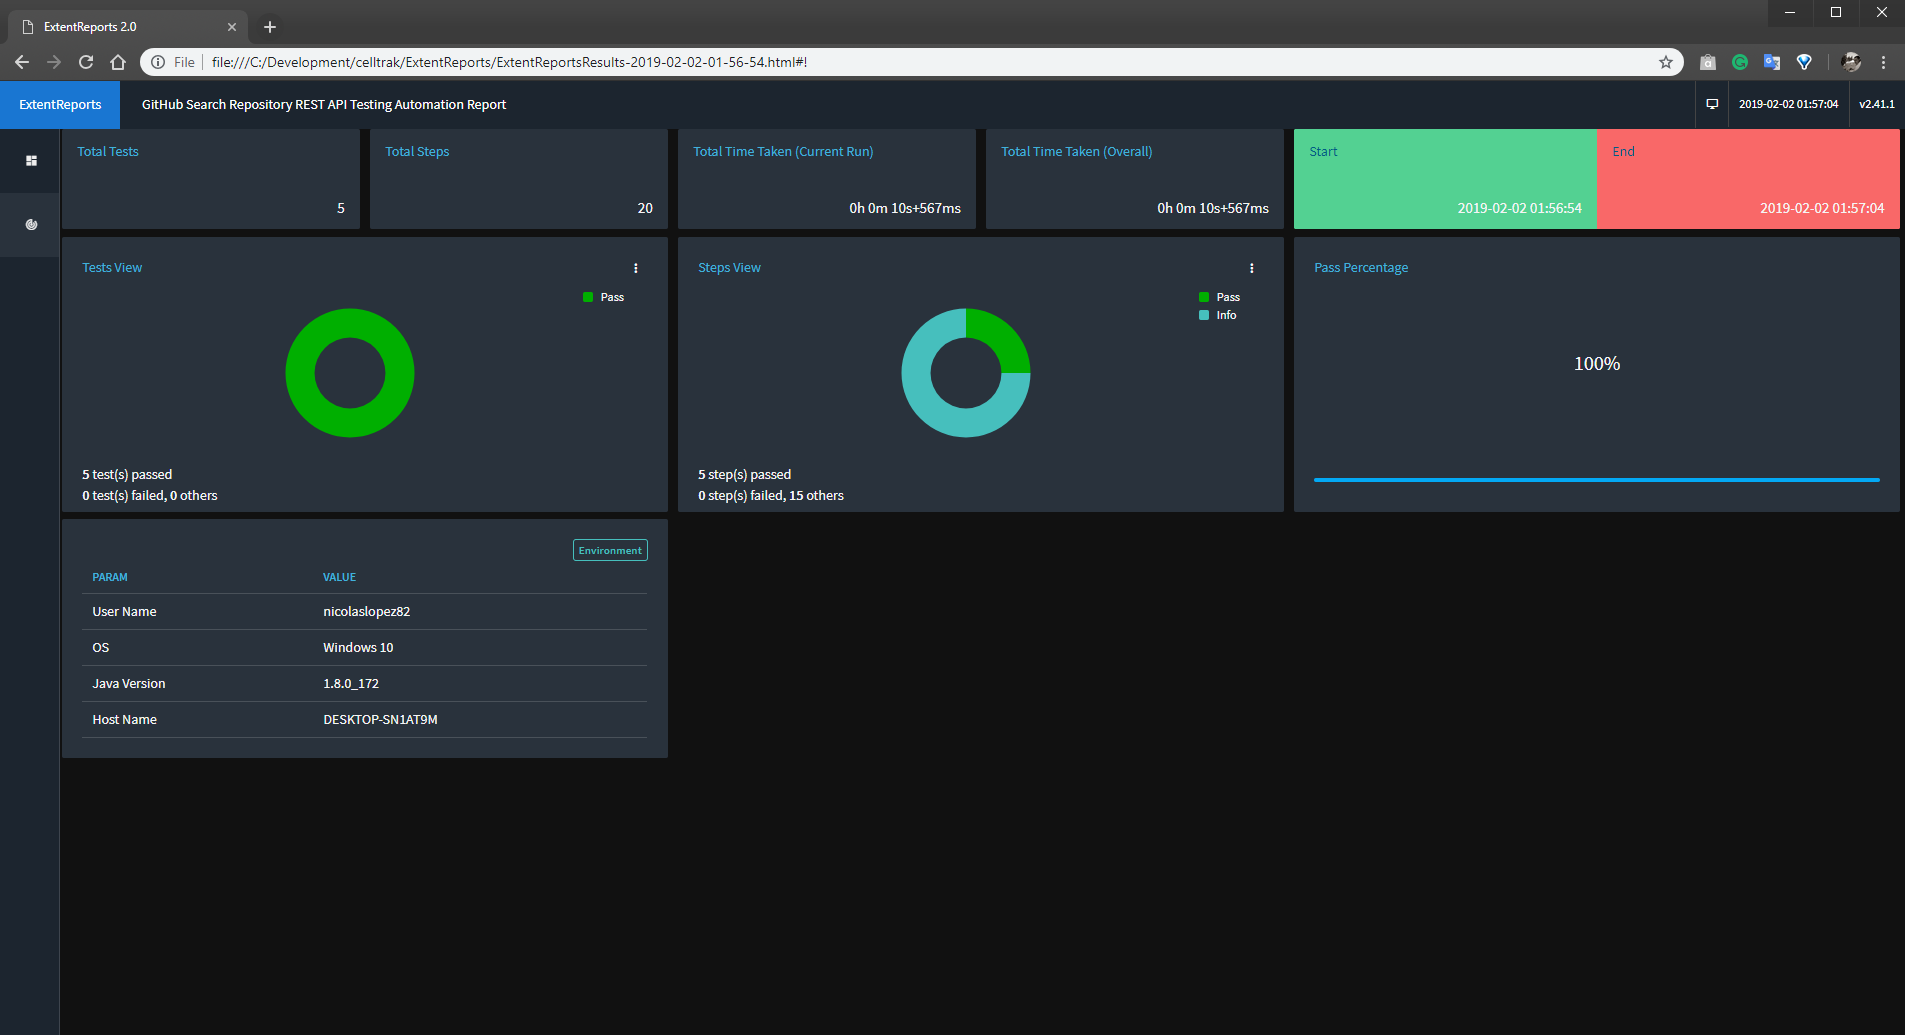 ExtentReports 2.0
File
file:///C:/Development/celltrak/ExtentReports/ExtentReportsResults-2019-02-02-01-56-54.html#!
ExtentReports
GitHub Search Repository REST API Testing Automation Report
2019-02-02 01:57:04
v2.41.1
Total Tests
5
Total Steps
20
Total Time Taken (Current Run)
0h 0m 10s+567ms
Total Time Taken (Overall)
0h 0m 10s+567ms
Start
2019-02-02 01:56:54
End
2019-02-02 01:57:04
Tests View
Pass
5 test(s) passed
0 test(s) failed, 0 others
Steps View
Pass
Info
5 step(s) passed
0 step(s) failed, 15 others
Pass Percentage
100%
Environment
PARAM VALUE
User Name nicolaslopez82
OS Windows 10
Java Version 1.8.0_172
Host Name DESKTOP-SN1AT9M